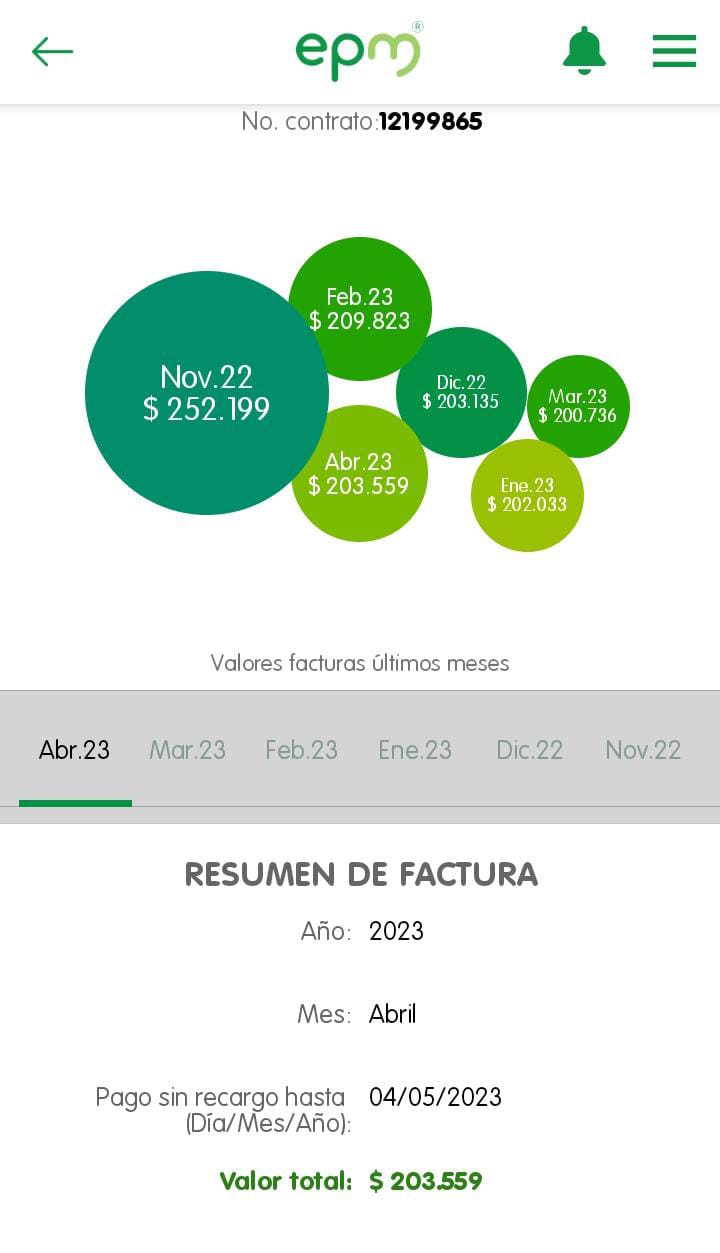 epm®
No. contrato:12199865
Feb.23
$ 209.823
Nov.22
$ 252.199
Dic.22
$ 203.135
Mar.23
$ 200.736
Abr.23
$ 203.559
Ene.23
$ 202.033
Valores facturas últimos meses
Abr.23 Mar.23 Feb.23 Ene.23 Dic.22 Nov.22
RESUMEN DE FACTURA
Año: 2023
Mes: Abril
Pago sin recargo hasta 04/05/2023
(Día/Mes/Año):
Valor total: $ 203.559